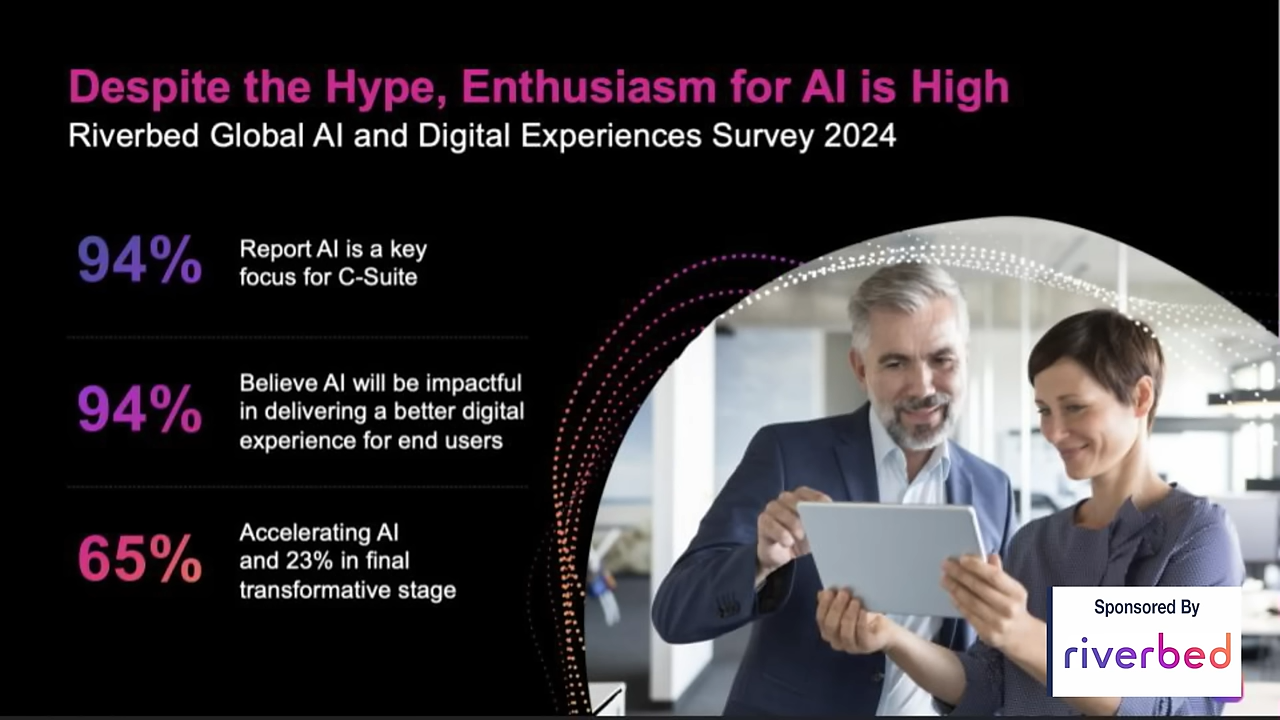 Despite the Hype, Enthusiasm for AI is High
Riverbed Global AI and Digital Experiences Survey 2024
94%
Report AI is a key
focus for C-Suite
94%
Believe AI will be impactful
in delivering a better digital
experience for end users
65%
Accelerating AI
and 23% in final
transformative stage
Sponsored By
riverbed